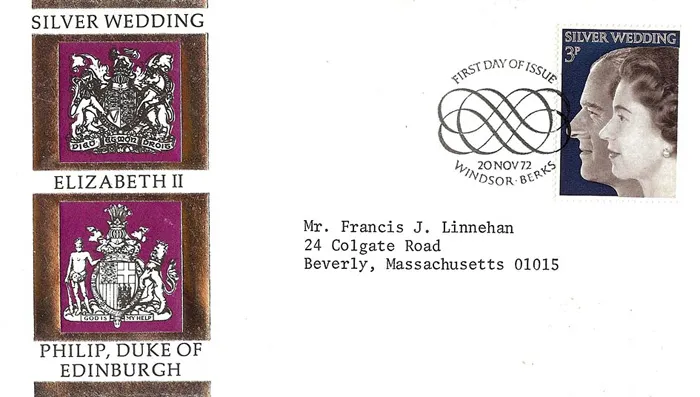 SILVER WEDDING
DIEU ET MON DROIT
ELIZABETH II
GOD IS MY HELP
PHILIP, DUKE OF
EDINBURGH
FIRST DAY OF ISSUE
20 NOV 72
WINDSOR · BERKS
SILVER WEDDING
3P
Mr. Francis J. Linnehan
24 Colgate Road
Beverly, Massachusetts 01015